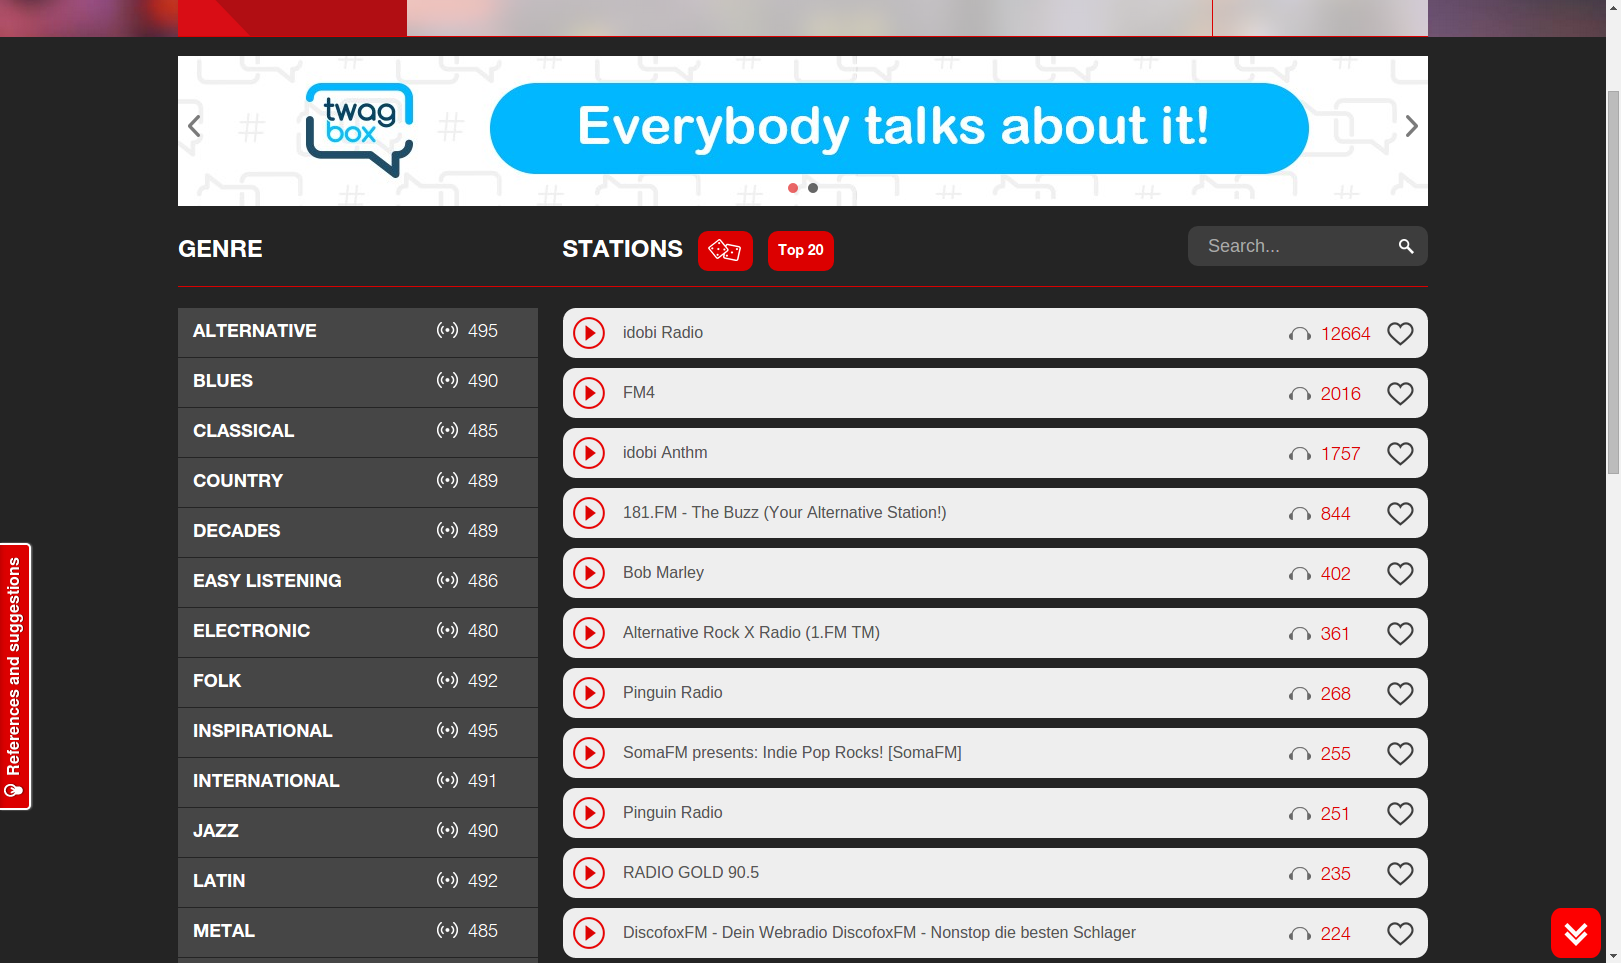 twag
box
Everybody talks about it!
GENRE
STATIONS
Top 20
Search...
ALTERNATIVE 495
BLUES 490
CLASSICAL 485
COUNTRY 489
DECADES 489
EASY LISTENING 486
ELECTRONIC 480
FOLK 492
INSPIRATIONAL 495
INTERNATIONAL 491
JAZZ 490
LATIN 492
METAL 485
idobi Radio 12664
FM4 2016
idobi Anthm 1757
181.FM - The Buzz (Your Alternative Station!) 844
Bob Marley 402
Alternative Rock X Radio (1.FM TM) 361
Pinguin Radio 268
SomaFM presents: Indie Pop Rocks! [SomaFM] 255
Pinguin Radio 251
RADIO GOLD 90.5 235
DiscofoxFM - Dein Webradio DiscofoxFM - Nonstop die besten Schlager 224
References and suggestions